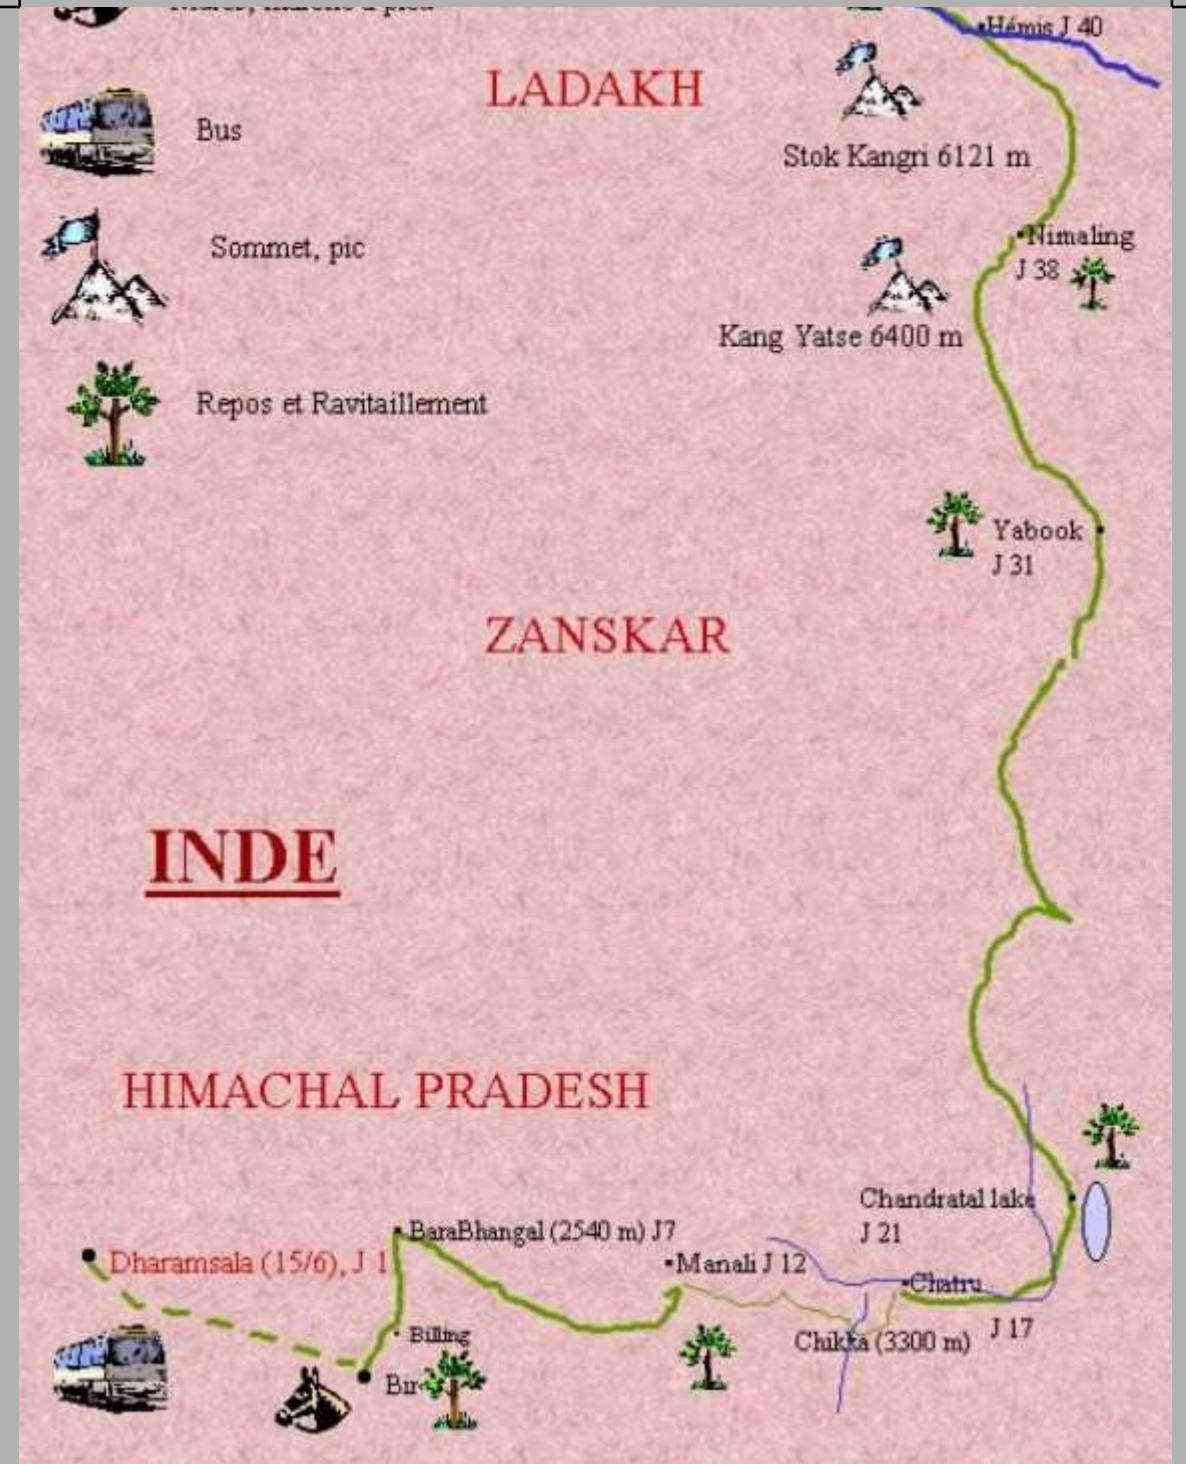 Hémis J 40
LADAKH
Bus
Stok Kangri 6121 m
Sommet, pic
Nimaling
J 38
Kang Yatse 6400 m
Repos et Ravitaillement
Yabook
J 31
ZANSKAR
INDE
HIMACHAL PRADESH
Chandratal lake
J 21
BaraBhangal (2540 m) J7
Dharamsala (15/6), J 1
Manali J 12
Chatru
J 17
Billing
Chikka (3300 m)
Bir